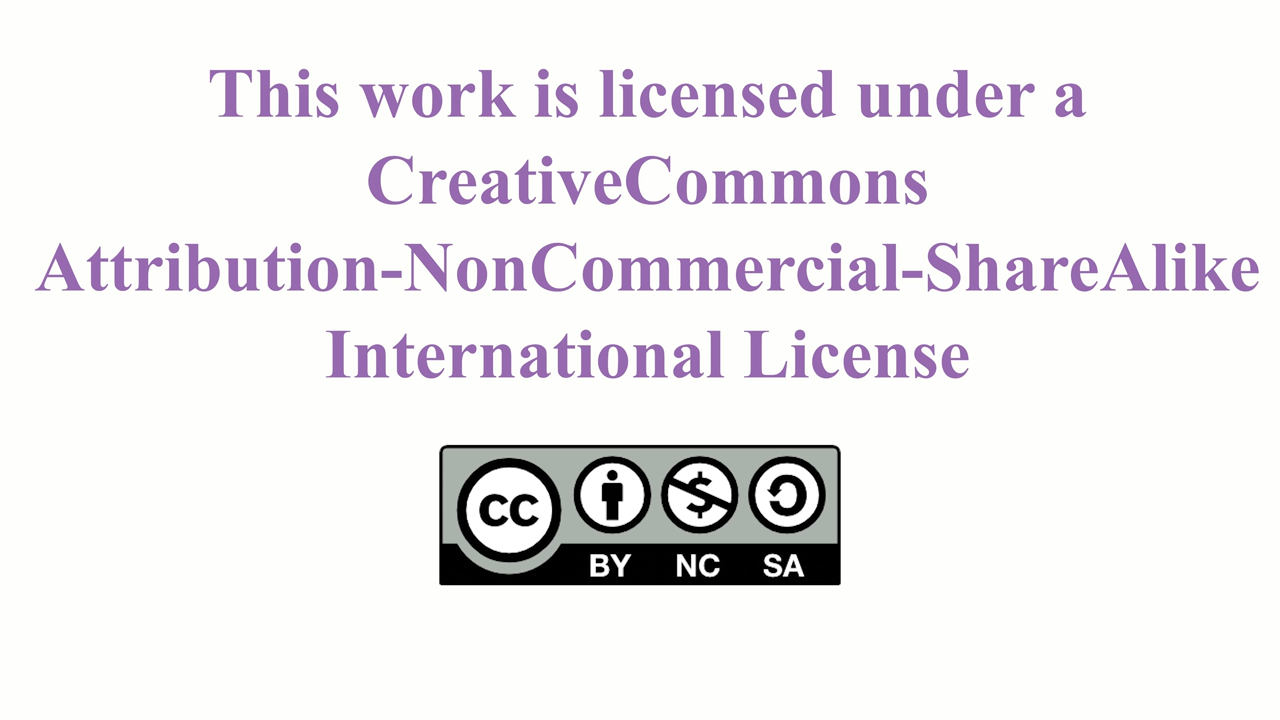 This work is licensed under a
CreativeCommons
Attribution-NonCommercial-ShareAlike
International License
CC
BY NC SA